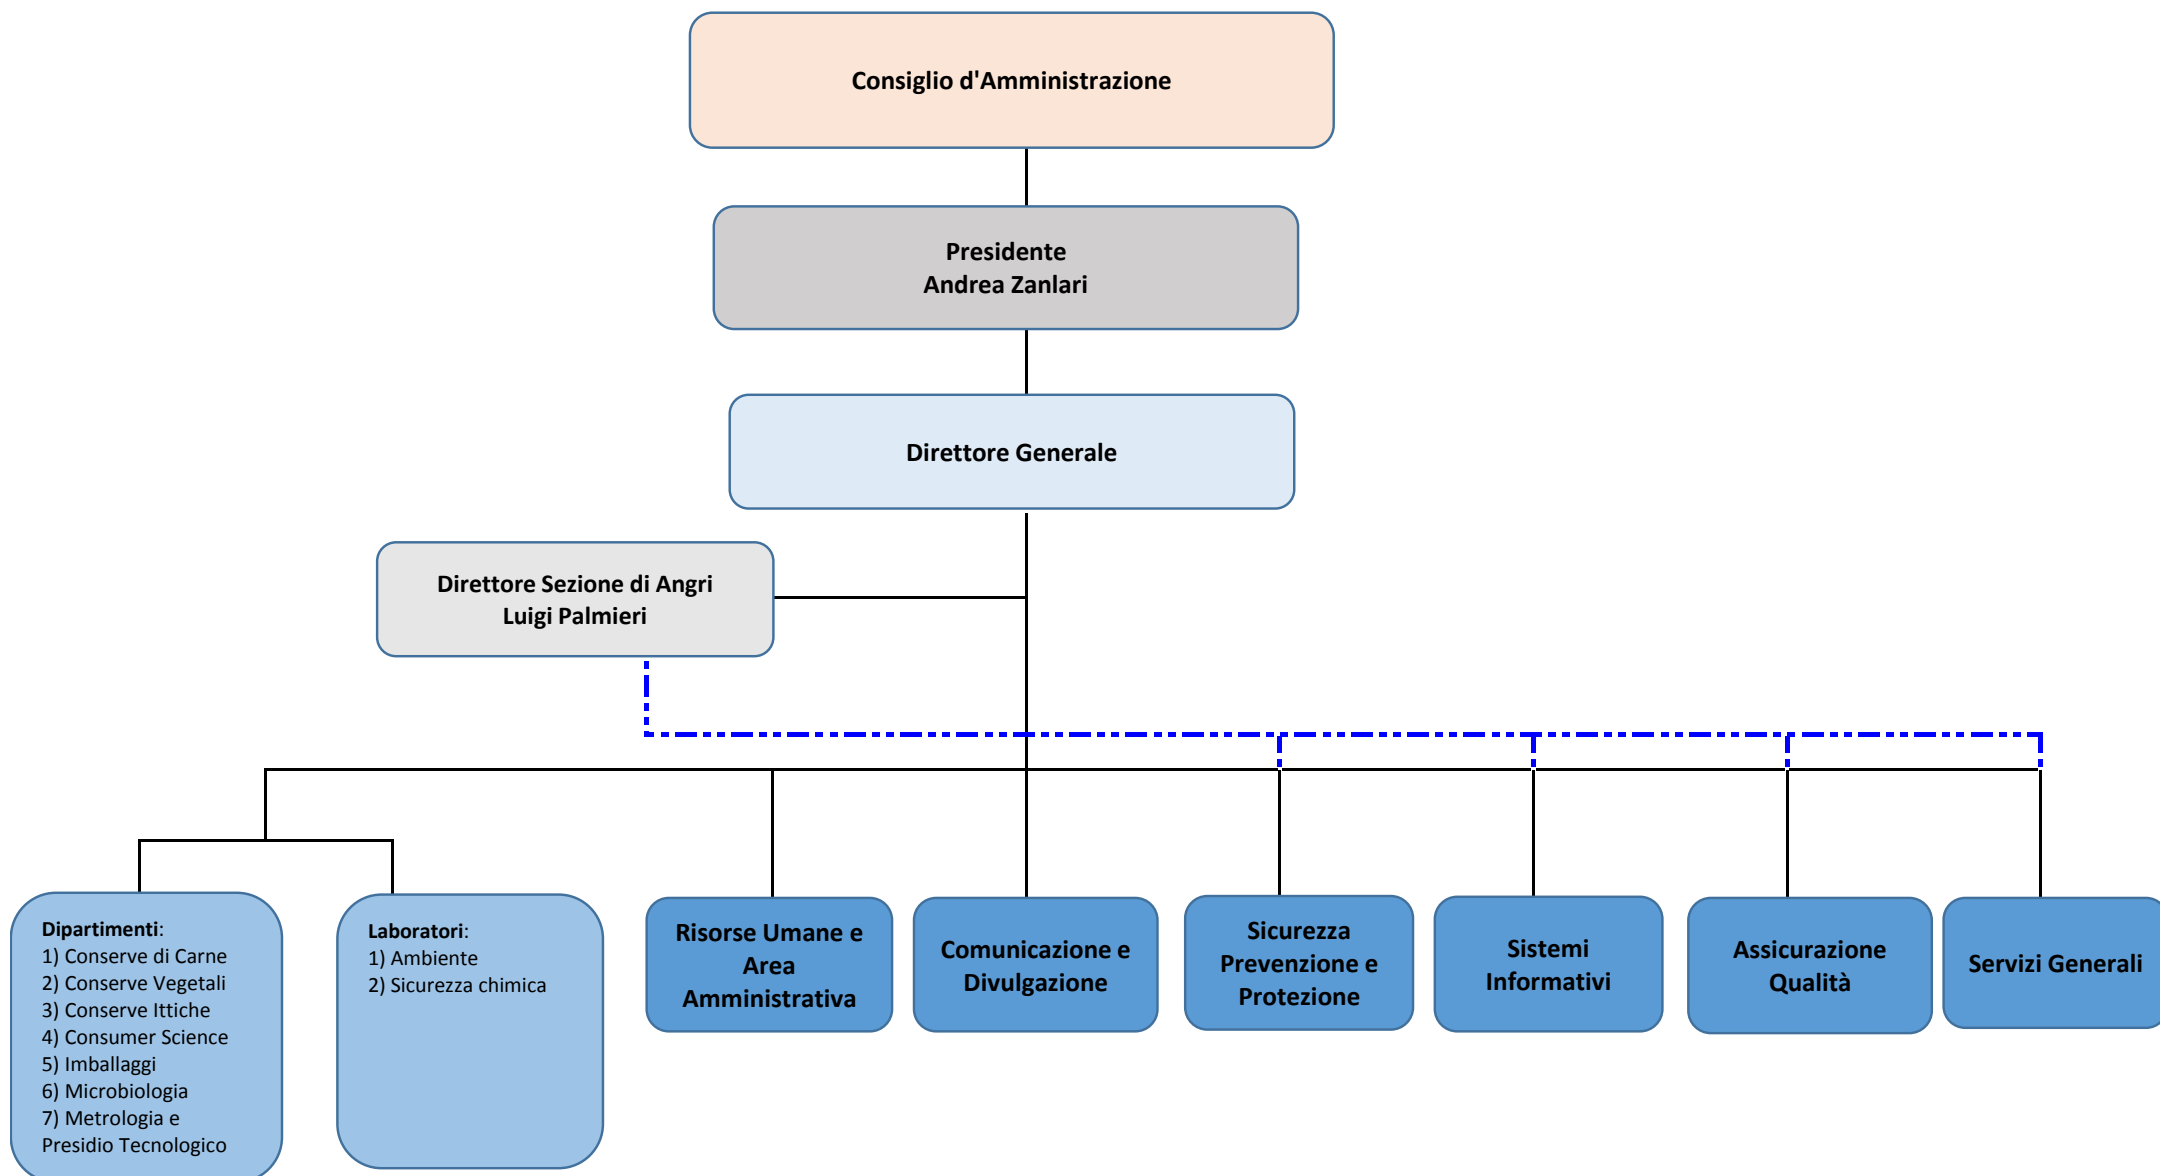 Consiglio d'Amministrazione
Presidente
Andrea Zanlari
Direttore Generale
Direttore Sezione di Angri
Luigi Palmieri
Dipartimenti:
1) Conserve di Carne
2) Conserve Vegetali
3) Conserve Ittiche
4) Consumer Science
5) Imballaggi
6) Microbiologia
7) Metrologia e
Presidio Tecnologico
Laboratori:
1) Ambiente
2) Sicurezza chimica
Risorse Umane e
Area
Amministrativa
Comunicazione e
Divulgazione
Sicurezza
Prevenzione e
Protezione
Sistemi
Informativi
Assicurazione
Qualità
Servizi Generali